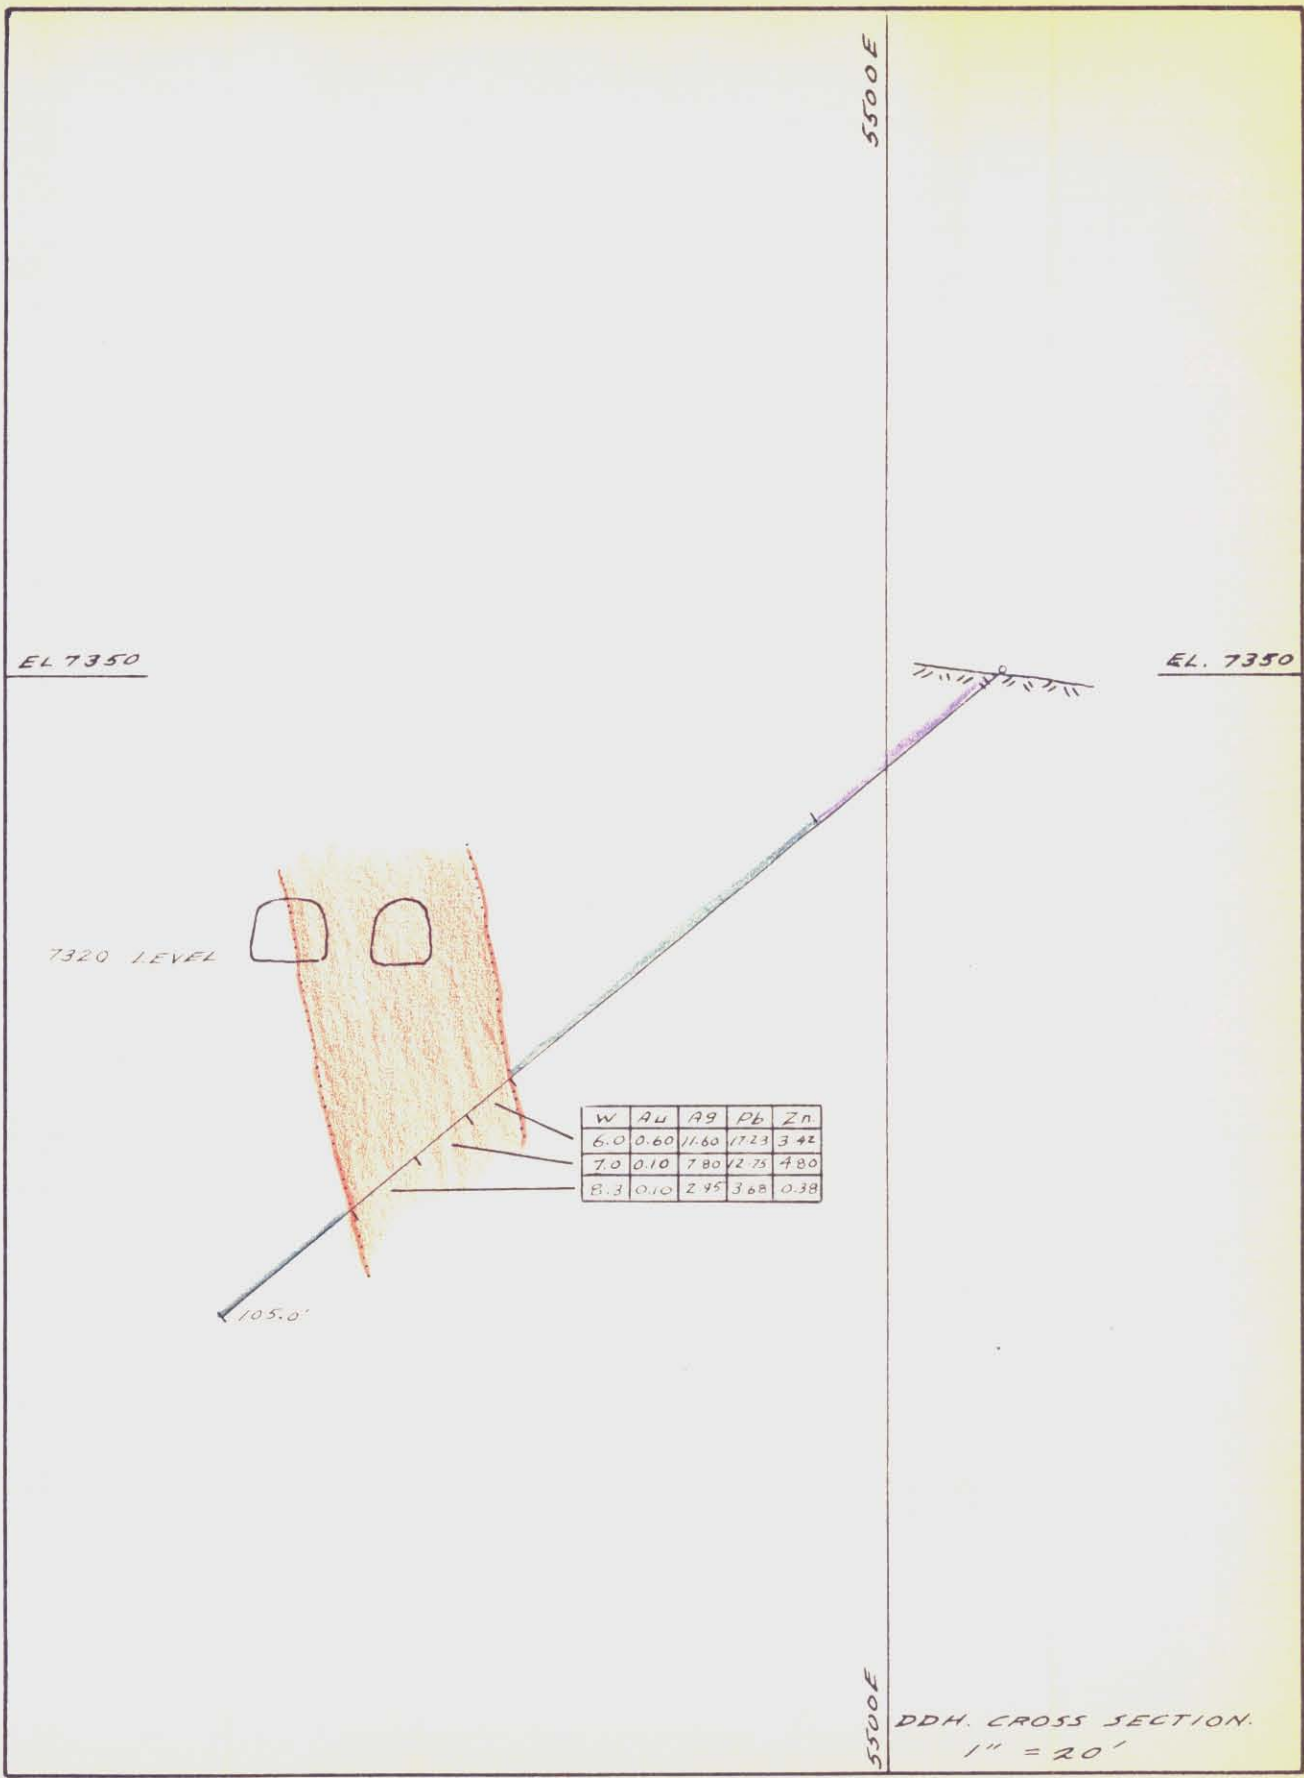 5500E
EL 7350
EL. 7350
7320 LEVEL
W Au Ag Pb Zn.
6.0 0.60 11.60 17.23 3.42
7.0 0.10 7.80 12.75 4.80
8.3 0.10 2.95 3.68 0.38
105.0'
5500E
DDH. CROSS SECTION.
1" = 20'